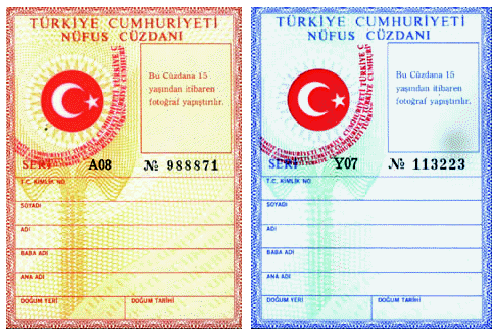 TÜRKİYE CUMHURİYETİ
NÜFUS CÜZDANI
Bu Cüzdana 15
yaşından itibaren
fotoğraf yapıştırılır.
SERİ A08 № 988871
T.C. KİMLİK NO
SOYADI
ADI
BABA ADI
ANA ADI
DOĞUM YERİ DOĞUM TARİHİ
TÜRKİYE CUMHURİYETİ
NÜFUS CÜZDANI
Bu Cüzdana 15
yaşından itibaren
fotoğraf yapıştırılır.
SERİ Y07 № 113223
T.C. KİMLİK NO
SOYADI
ADI
BABA ADI
ANA ADI
DOĞUM YERİ DOĞUM TARİHİ